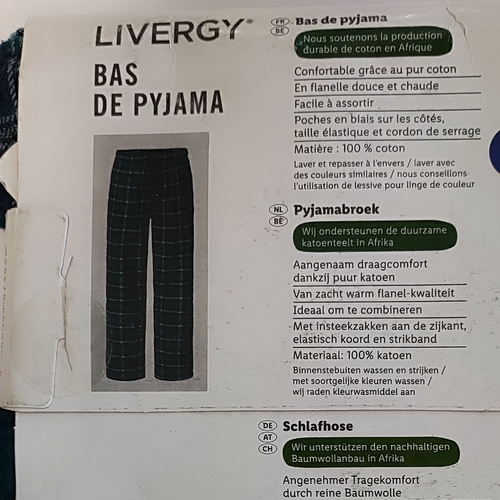 LIVERGY®
BAS
DE PYJAMA
FR
BE
Bas de pyjama
Nous soutenons la production
durable de coton en Afrique
Confortable grâce au pur coton
En flanelle douce et chaude
Facile à assortir
Poches en biais sur les côtés,
taille élastique et cordon de serrage
Matière : 100 % coton
Laver et repasser à l'envers / laver avec
des couleurs similaires / nous conseillons
l'utilisation de lessive pour linge de couleur
NL
BE
Pyjamabroek
Wij ondersteunen de duurzame
katoenteelt in Afrika
Aangenaam draagcomfort
dankzij puur katoen
Van zacht warm flanel-kwaliteit
Ideaal om te combineren
Met insteekzakken aan de zijkant,
elastisch koord en strikband
Materiaal: 100% katoen
Binnenstebuiten wassen en strijken /
met soortgelijke kleuren wassen /
wij raden kleurwasmiddel aan
DE
AT
CH
Schlafhose
Wir unterstützen den nachhaltigen
Baumwollanbau in Afrika
Angenehmer Tragekomfort
durch reine Baumwolle